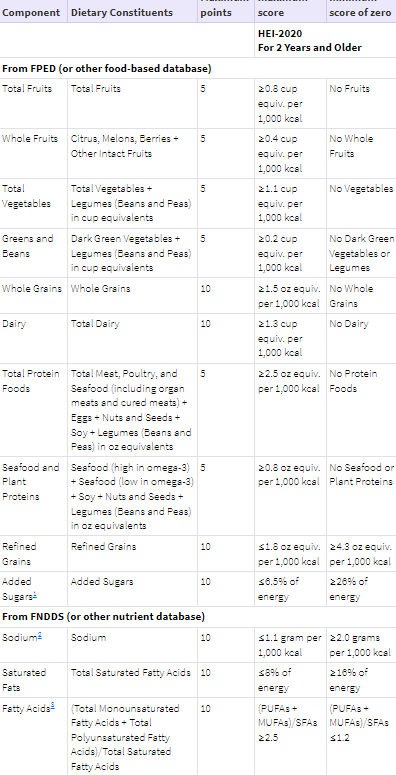 Component Dietary Constituents points score score of zero
HEI-2020
For 2 Years and Older
From FPED (or other food-based database)
Total Fruits Total Fruits 5 ≥0.8 cup No Fruits
equiv. per
1,000 kcal
Whole Fruits Citrus, Melons, Berries + 5 ≥0.4 cup No Whole
Other Intact Fruits equiv. per Fruits
1,000 kcal
Total Total Vegetables + 5 ≥1.1 cup No Vegetables
Vegetables Legumes (Beans and Peas) equiv. per
in cup equivalents 1,000 kcal
Greens and Dark Green Vegetables + 5 ≥0.2 cup No Dark Green
Beans Legumes (Beans and Peas) equiv. per Vegetables or
in cup equivalents 1,000 kcal Legumes
Whole Grains Whole Grains 10 ≥1.5 oz equiv. No Whole
per 1,000 kcal Grains
Dairy Total Dairy 10 ≥1.3 cup No Dairy
equiv. per
1,000 kcal
Total Protein Total Meat, Poultry, and 5 ≥2.5 oz equiv. No Protein
Foods Seafood (including organ per 1,000 kcal Foods
meats and cured meats) +
Eggs + Nuts and Seeds +
Soy + Legumes (Beans and
Peas) in oz equivalents
Seafood and Seafood (high in omega-3) 5 ≥0.8 oz equiv. No Seafood or
Plant + Seafood (low in omega-3) per 1,000 kcal Plant Proteins
Proteins + Soy + Nuts and Seeds +
Legumes (Beans and Peas)
in oz equivalents
Refined Refined Grains 10 ≤1.8 oz equiv. ≥4.3 oz equiv.
Grains per 1,000 kcal per 1,000 kcal
Added Added Sugars 10 ≤6.5% of ≥26% of
Sugars energy energy
From FNDDS (or other nutrient database)
Sodium Sodium 10 ≤1.1 gram per ≥2.0 grams
1,000 kcal per 1,000 kcal
Saturated Total Saturated Fatty Acids 10 ≤8% of ≥16% of
Fats energy energy
Fatty Acids (Total Monounsaturated 10 (PUFAs + (PUFAs +
Fatty Acids + Total MUFAs)/SFAs MUFAs)/SFAs
Polyunsaturated Fatty ≥2.5 ≤1.2
Acids)/Total Saturated
Fatty Acids